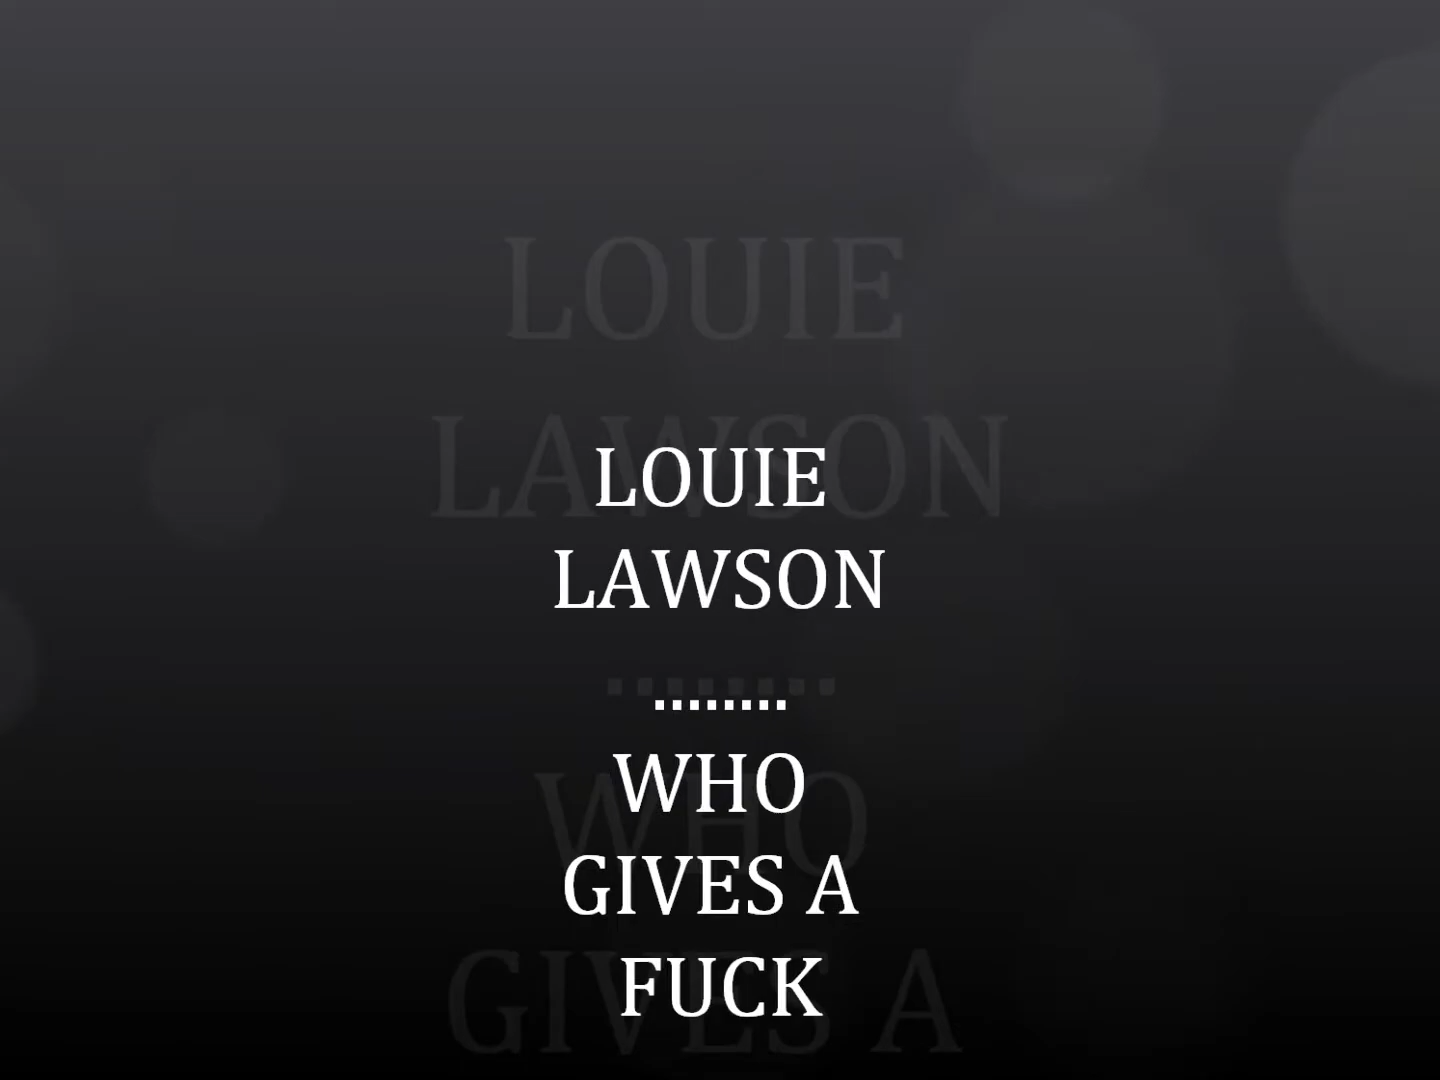 LOUIE
LAWSON
........
WHO
GIVES A
FUCK